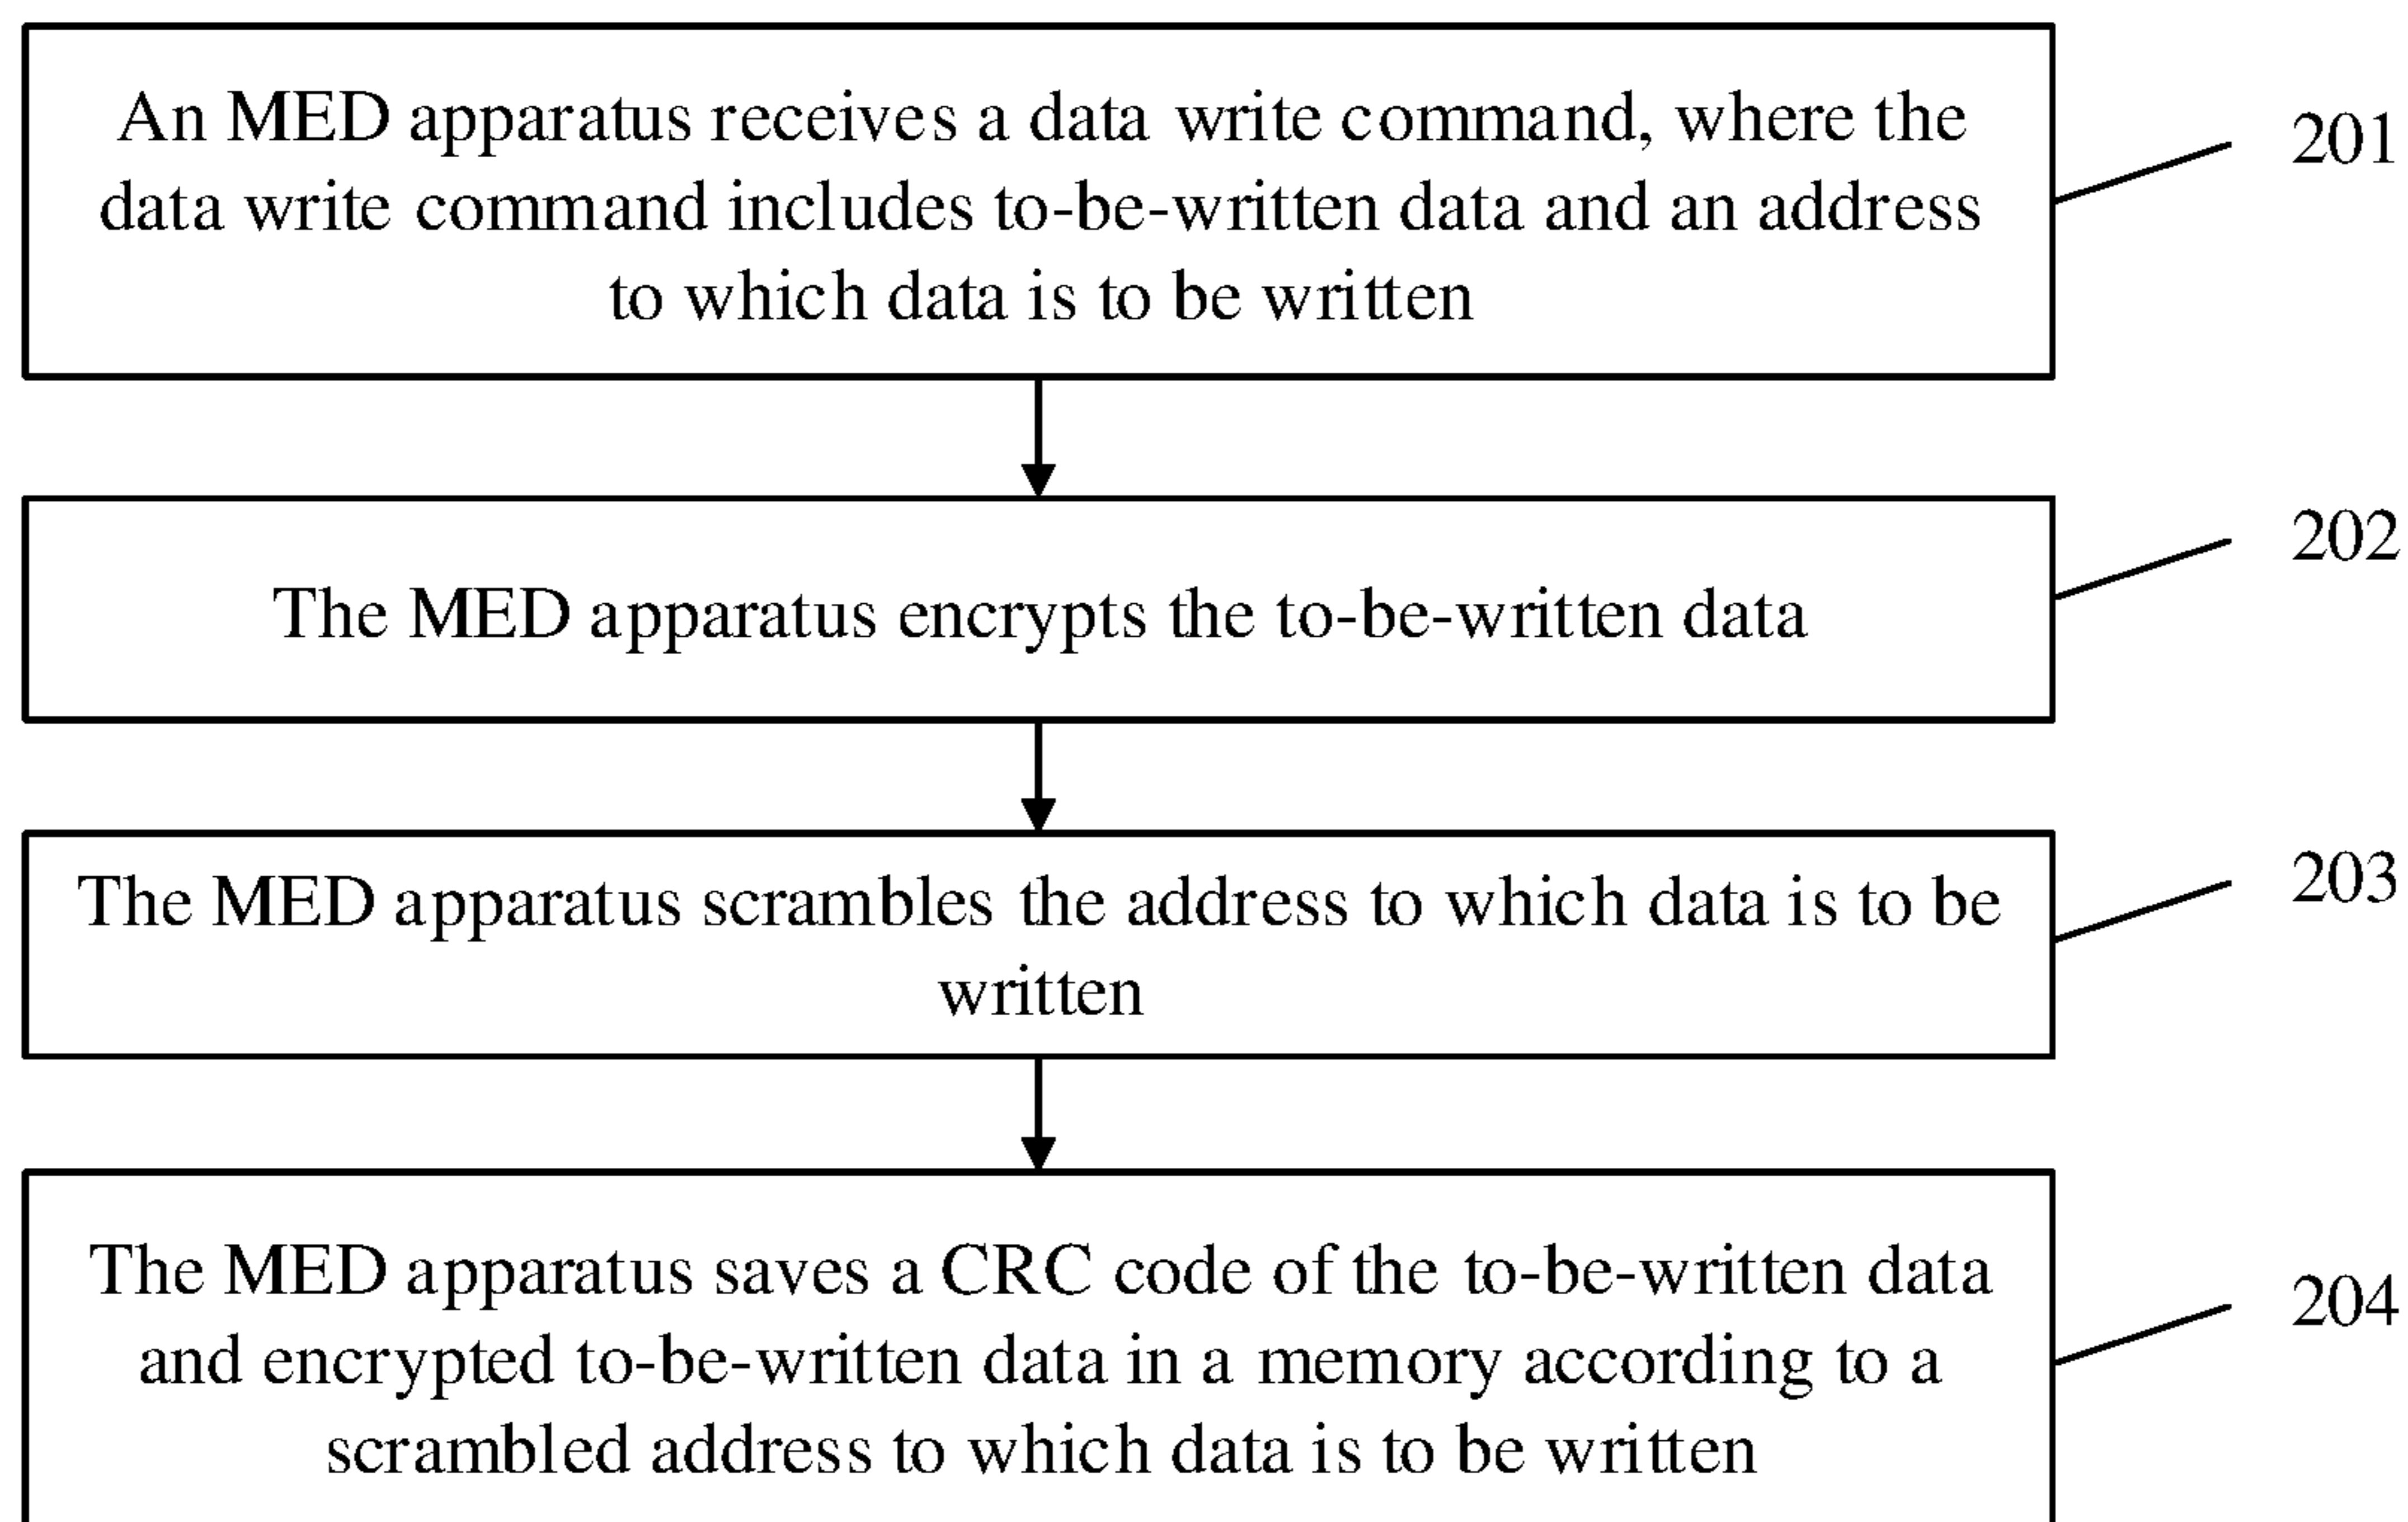 An MED apparatus receives a data write command, where the
data write command includes to-be-written data and an address
to which data is to be written
201
The MED apparatus encrypts the to-be-written data
202
The MED apparatus scrambles the address to which data is to be
written
203
The MED apparatus saves a CRC code of the to-be-written data
and encrypted to-be-written data in a memory according to a
scrambled address to which data is to be written
204